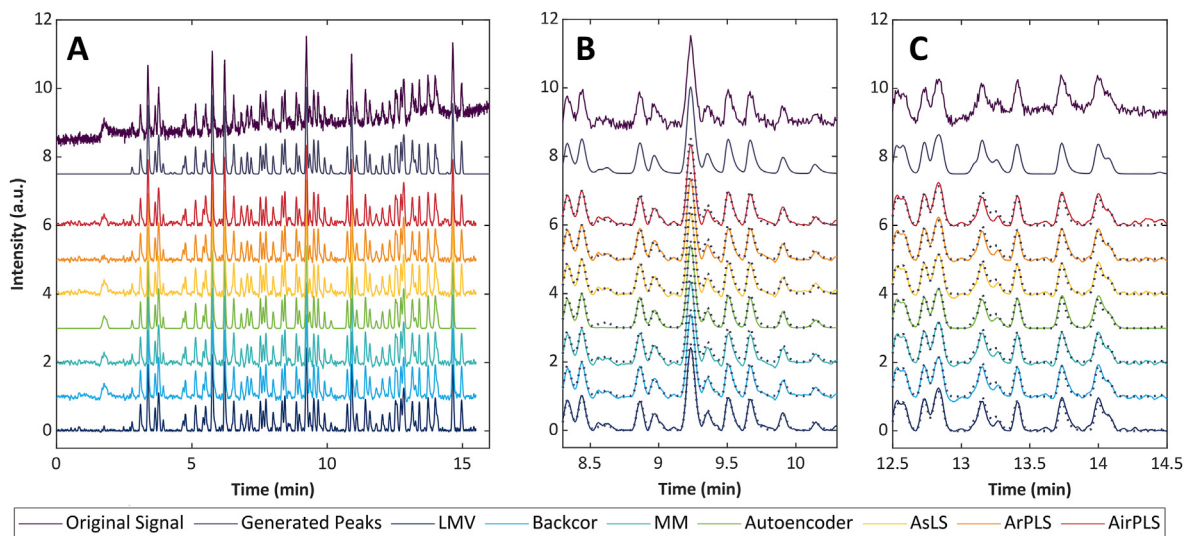 A
B
C
12
10
8
6
4
2
0
Intensity (a.u.)
0 5 10 15
Time (min)
12
10
8
6
4
2
0
8.5 9 9.5 10
Time (min)
12
10
8
6
4
2
0
12.5 13 13.5 14 14.5
Time (min)
Original Signal Generated Peaks LMV Backcor MM Autoencoder AsLS ArPLS AirPLS